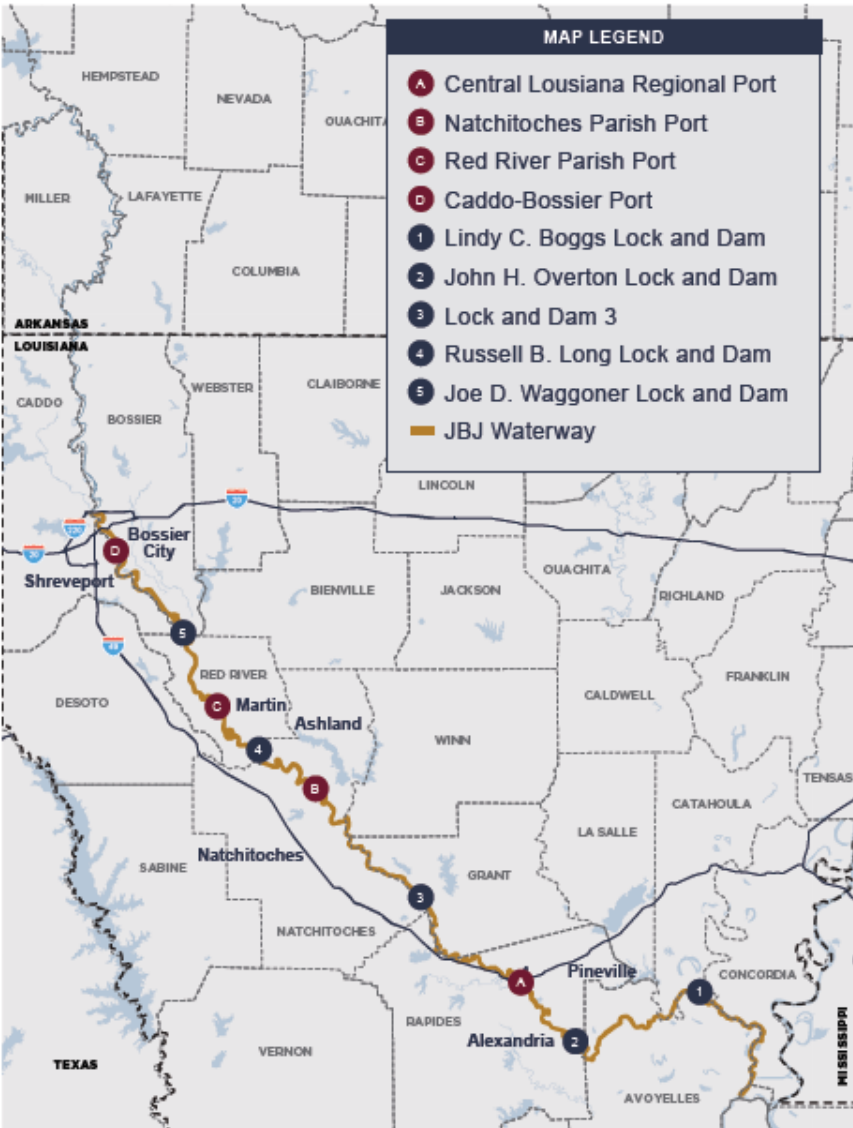 MAP LEGEND
A Central Lousiana Regional Port
B Natchitoches Parish Port
C Red River Parish Port
D Caddo-Bossier Port
1 Lindy C. Boggs Lock and Dam
2 John H. Overton Lock and Dam
3 Lock and Dam 3
4 Russell B. Long Lock and Dam
5 Joe D. Waggoner Lock and Dam
JBJ Waterway
HEMPSTEAD
NEVADA
OUACHITA
MILLER
LAFAYETTE
COLUMBIA
ARKANSAS
LOUISIANA
CADDO
BOSSIER
WEBSTER
CLAIBORNE
LINCOLN
20
220
20
Bossier
City
D
Shreveport
BIENVILLE
JACKSON
OUACHITA
RICHLAND
5
49
RED RIVER
DESOTO
C
Martin
Ashland
CALDWELL
FRANKLIN
4
WINN
B
TENSAS
CATAHOULA
LA SALLE
Natchitoches
SABINE
GRANT
3
NATCHITOCHES
Pineville
CONCORDIA
A
1
RAPIDES
Alexandria
2
VERNON
TEXAS
AVOYELLES
MISSISSIPPI